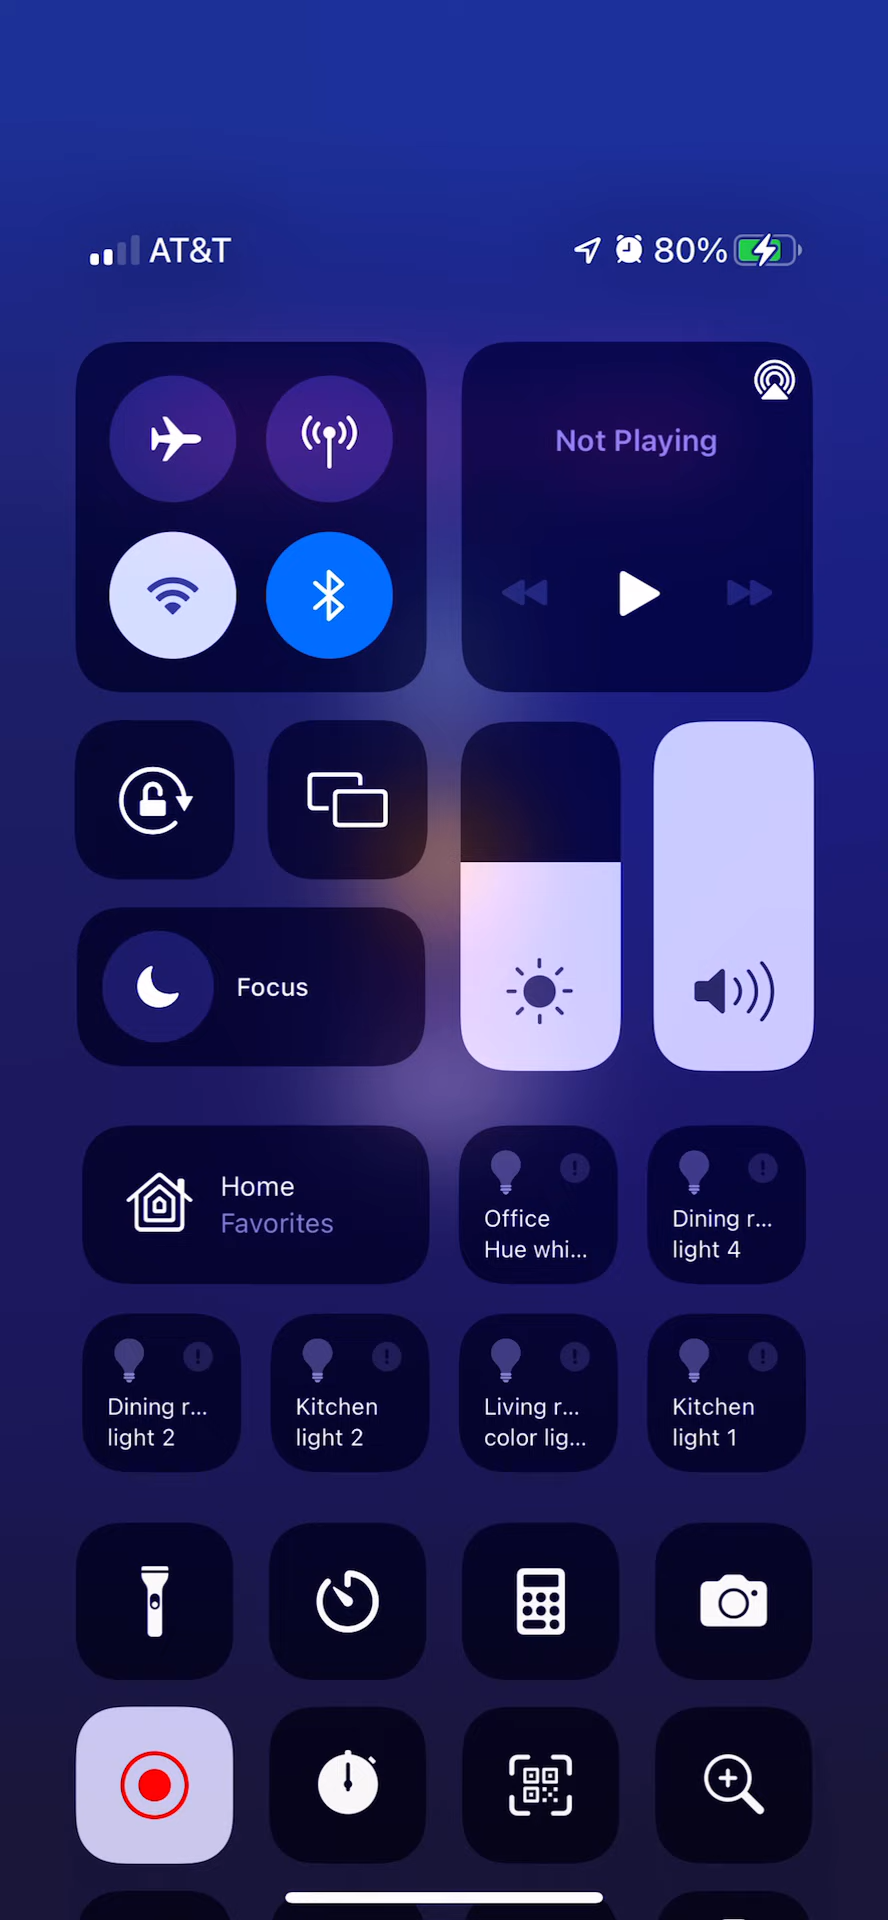 AT&T 80%
Not Playing
Focus
Home
Favorites
Office
Hue whi...
Dining r...
light 4
Dining r...
light 2
Kitchen
light 2
Living r...
color lig...
Kitchen
light 1